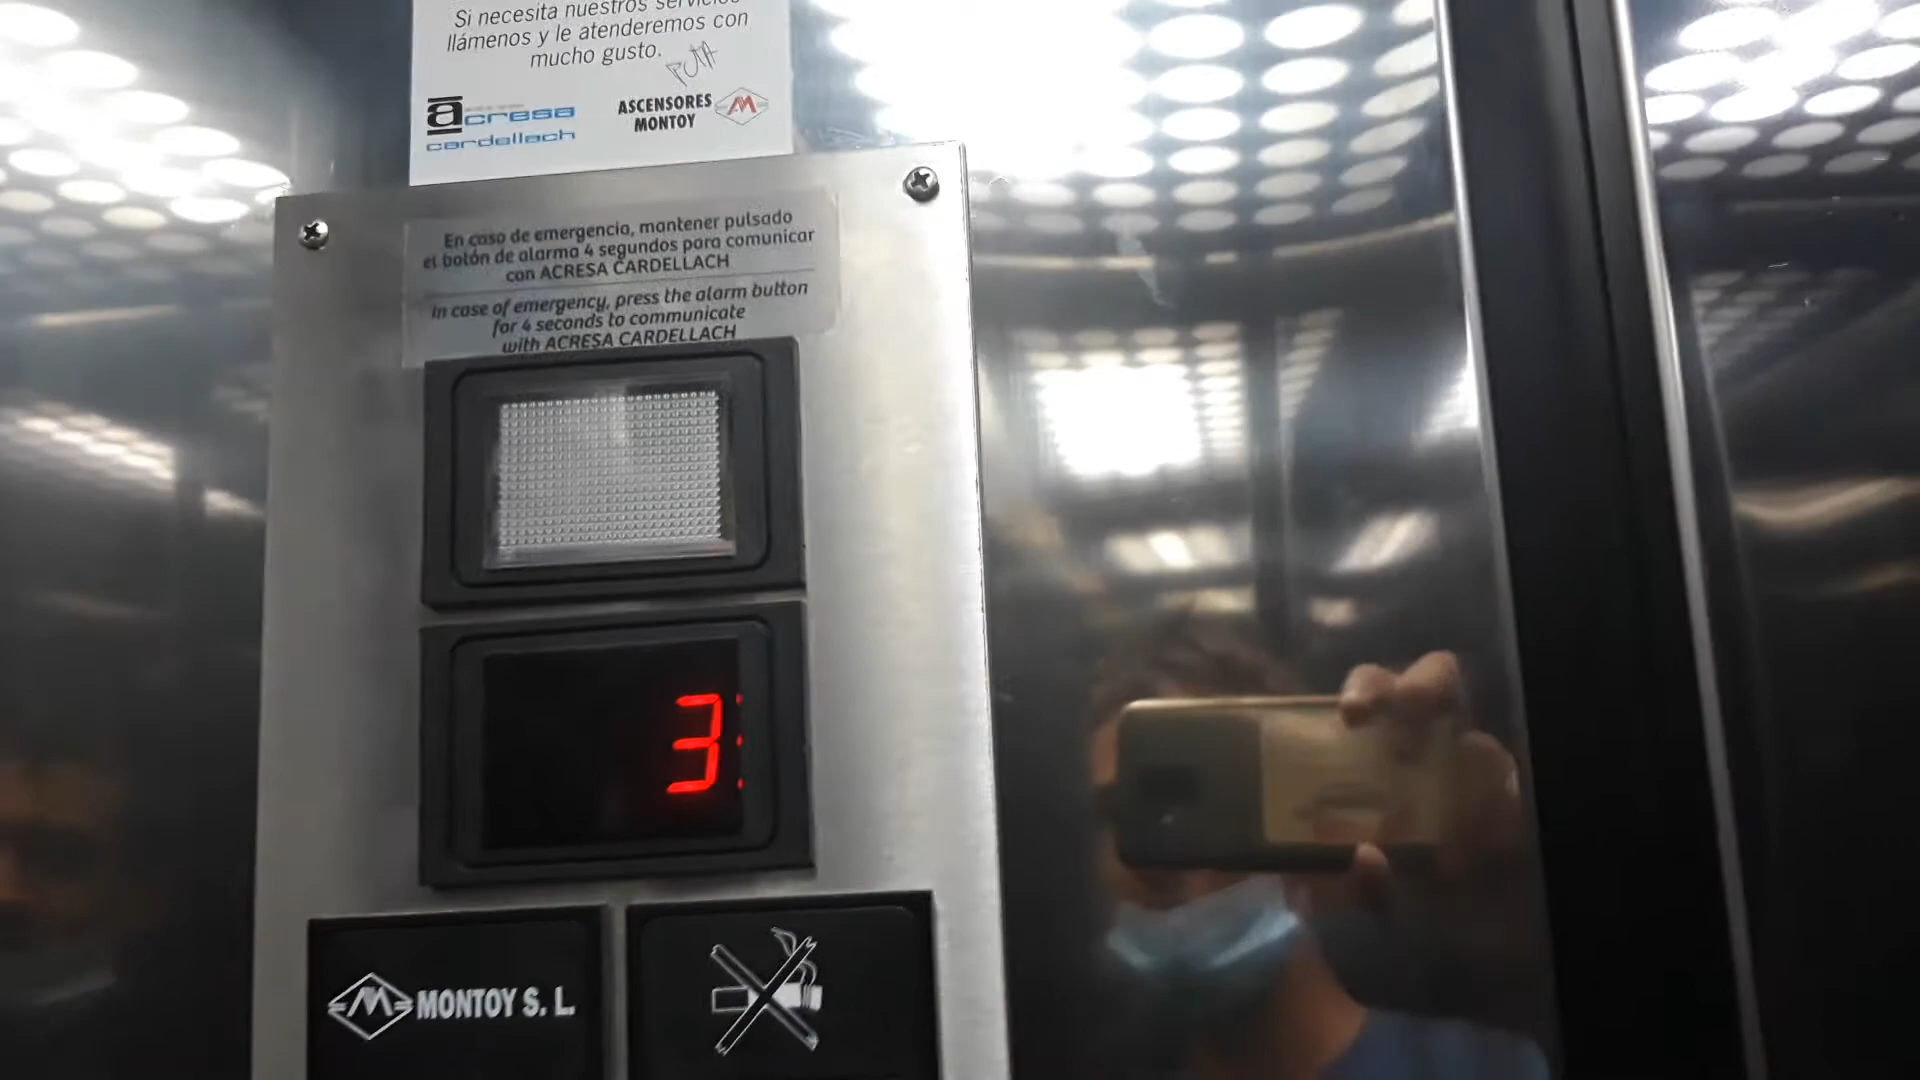 Si necesita nuestros servicios
llámenos y le atenderemos con
mucho gusto.
PUTA
acresa
cardellach
ASCENSORES
MONTOY
En caso de emergencia, mantener pulsado
el botón de alarma 4 segundos para comunicar
con ACRESA CARDELLACH
In case of emergency, press the alarm button
for 4 seconds to communicate
with ACRESA CARDELLACH
3
MONTOY S. L.